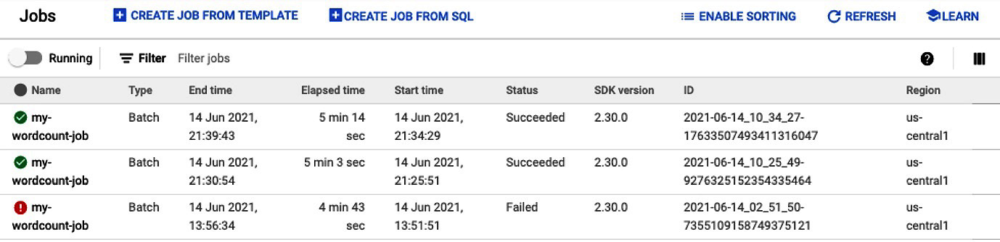 Jobs CREATE JOB FROM TEMPLATE CREATE JOB FROM SQL ENABLE SORTING REFRESH LEARN
Running Filter Filter jobs
Name Type End time Elapsed time Start time Status SDK version ID Region
my- Batch 14 Jun 2021, 5 min 14 14 Jun 2021, Succeeded 2.30.0 2021-06-14_10_34_27- us-
wordcount-job 21:39:43 sec 21:34:29 17633507493411316047 central1
my- Batch 14 Jun 2021, 5 min 3 sec 14 Jun 2021, Succeeded 2.30.0 2021-06-14_10_25_49- us-
wordcount-job 21:30:54 21:25:51 9276325152354335464 central1
my- Batch 14 Jun 2021, 4 min 43 14 Jun 2021, Failed 2.30.0 2021-06-14_02_51_50- us-
wordcount-job 13:56:34 sec 13:51:51 7355109158749375121 central1